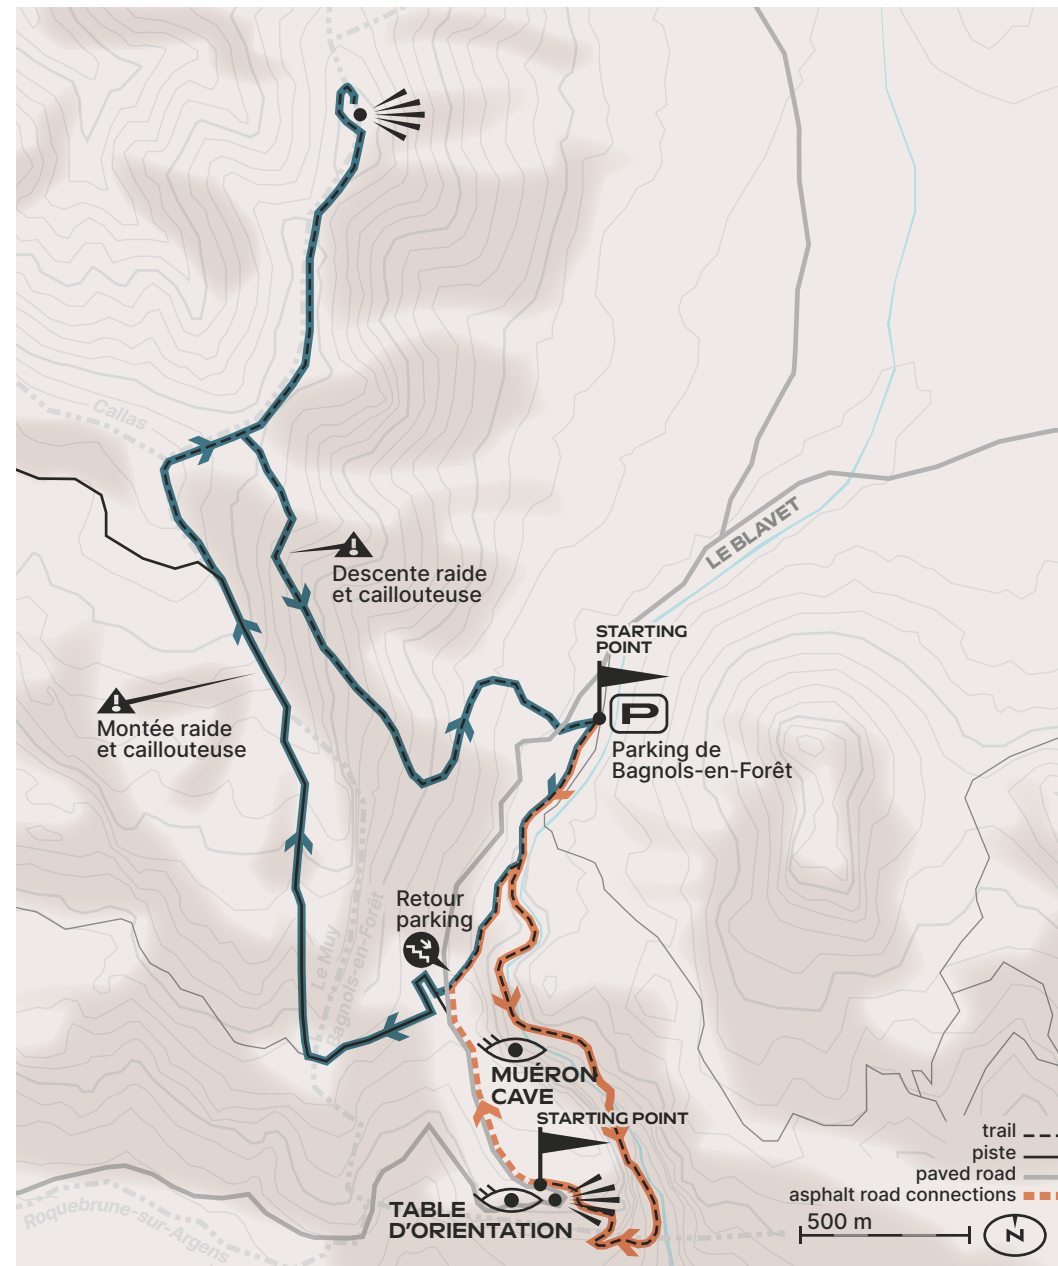 Callas
LE BLAVET
Descente raide
et caillouteuse
STARTING
POINT
P
Parking de
Bagnols-en-Forêt
Montée raide
et caillouteuse
Retour
parking
Le Muy
Bagnols-en-Forêt
MUÉRON
CAVE
STARTING POINT
TABLE
D'ORIENTATION
Roquebrune-sur-Argens
trail
piste
paved road
asphalt road connections
500 m
N